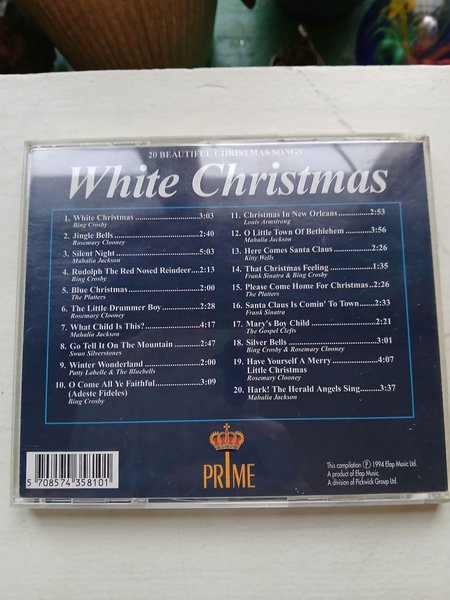 20 BEAUTIFUL CHRISTMAS SONGS
White Christmas
1. White Christmas ... 3:03
Bing Crosby
2. Jingle Bells ... 2:40
Rosemary Clooney
3. Silent Night ... 5:03
Mahalia Jackson
4. Rudolph The Red Nosed Reindeer ... 2:13
Bing Crosby
5. Blue Christmas ... 2:00
The Platters
6. The Little Drummer Boy ... 2:28
Rosemary Clooney
7. What Child Is This? ... 4:17
Mahalia Jackson
8. Go Tell It On The Mountain ... 2:47
Swan Silverstones
9. Winter Wonderland ... 2:00
Patty Labelle & The Bluebells
10. O Come All Ye Faithful ... 3:09
(Adeste Fideles)
Bing Crosby
11. Christmas In New Orleans ... 2:53
Louis Armstrong
12. O Little Town Of Bethlehem ... 3:56
Mahalia Jackson
13. Here Comes Santa Claus ... 2:26
Kitty Wells
14. That Christmas Feeling ... 1:35
Frank Sinatra & Bing Crosby
15. Please Come Home For Christmas ... 2:26
The Platters
16. Santa Claus Is Comin' To Town ... 2:33
Frank Sinatra
17. Mary's Boy Child ... 2:21
The Gospel Clefts
18. Silver Bells ... 3:01
Bing Crosby & Rosemary Clooney
19. Have Yourself A Merry ... 4:07
Little Christmas
Rosemary Clooney
20. Hark! The Herald Angels Sing ... 3:37
Mahalia Jackson
5 708574 358101
PRIME
This compilation ℗ 1994 Elap Music Ltd.
A product of Elap Music.
A division of Pickwick Group Ltd.